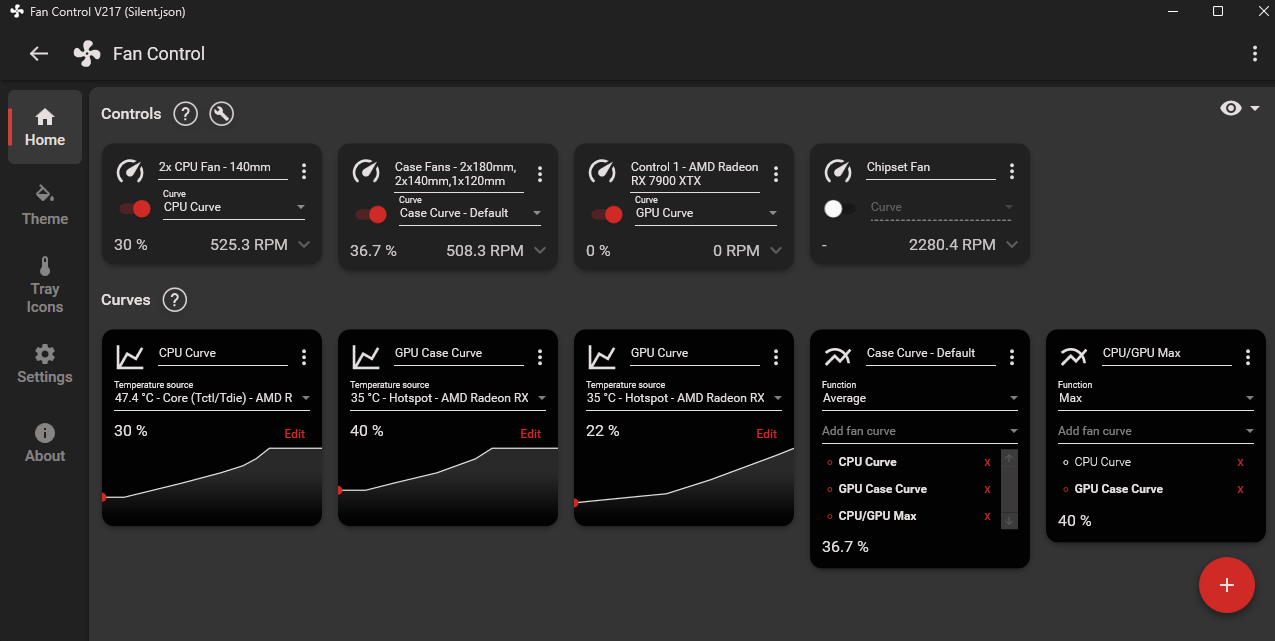 Fan Control V217 (Silent.json)
Fan Control
Home
Theme
Tray
Icons
Settings
About
Controls ?
2x CPU Fan - 140mm
Curve
CPU Curve
30 % 525.3 RPM
Case Fans - 2x180mm,
2x140mm,1x120mm
Curve
Case Curve - Default
36.7 % 508.3 RPM
Control 1 - AMD Radeon
RX 7900 XTX
Curve
GPU Curve
0 % 0 RPM
Chipset Fan
Curve
- 2280.4 RPM
Curves ?
CPU Curve
Temperature source
47.4 °C - Core (Tctl/Tdie) - AMD R
30 % Edit
GPU Case Curve
Temperature source
35 °C - Hotspot - AMD Radeon RX
40 % Edit
GPU Curve
Temperature source
35 °C - Hotspot - AMD Radeon RX
22 % Edit
Case Curve - Default
Function
Average
Add fan curve
CPU Curve x
GPU Case Curve x
CPU/GPU Max x
36.7 %
CPU/GPU Max
Function
Max
Add fan curve
CPU Curve x
GPU Case Curve x
40 %
+